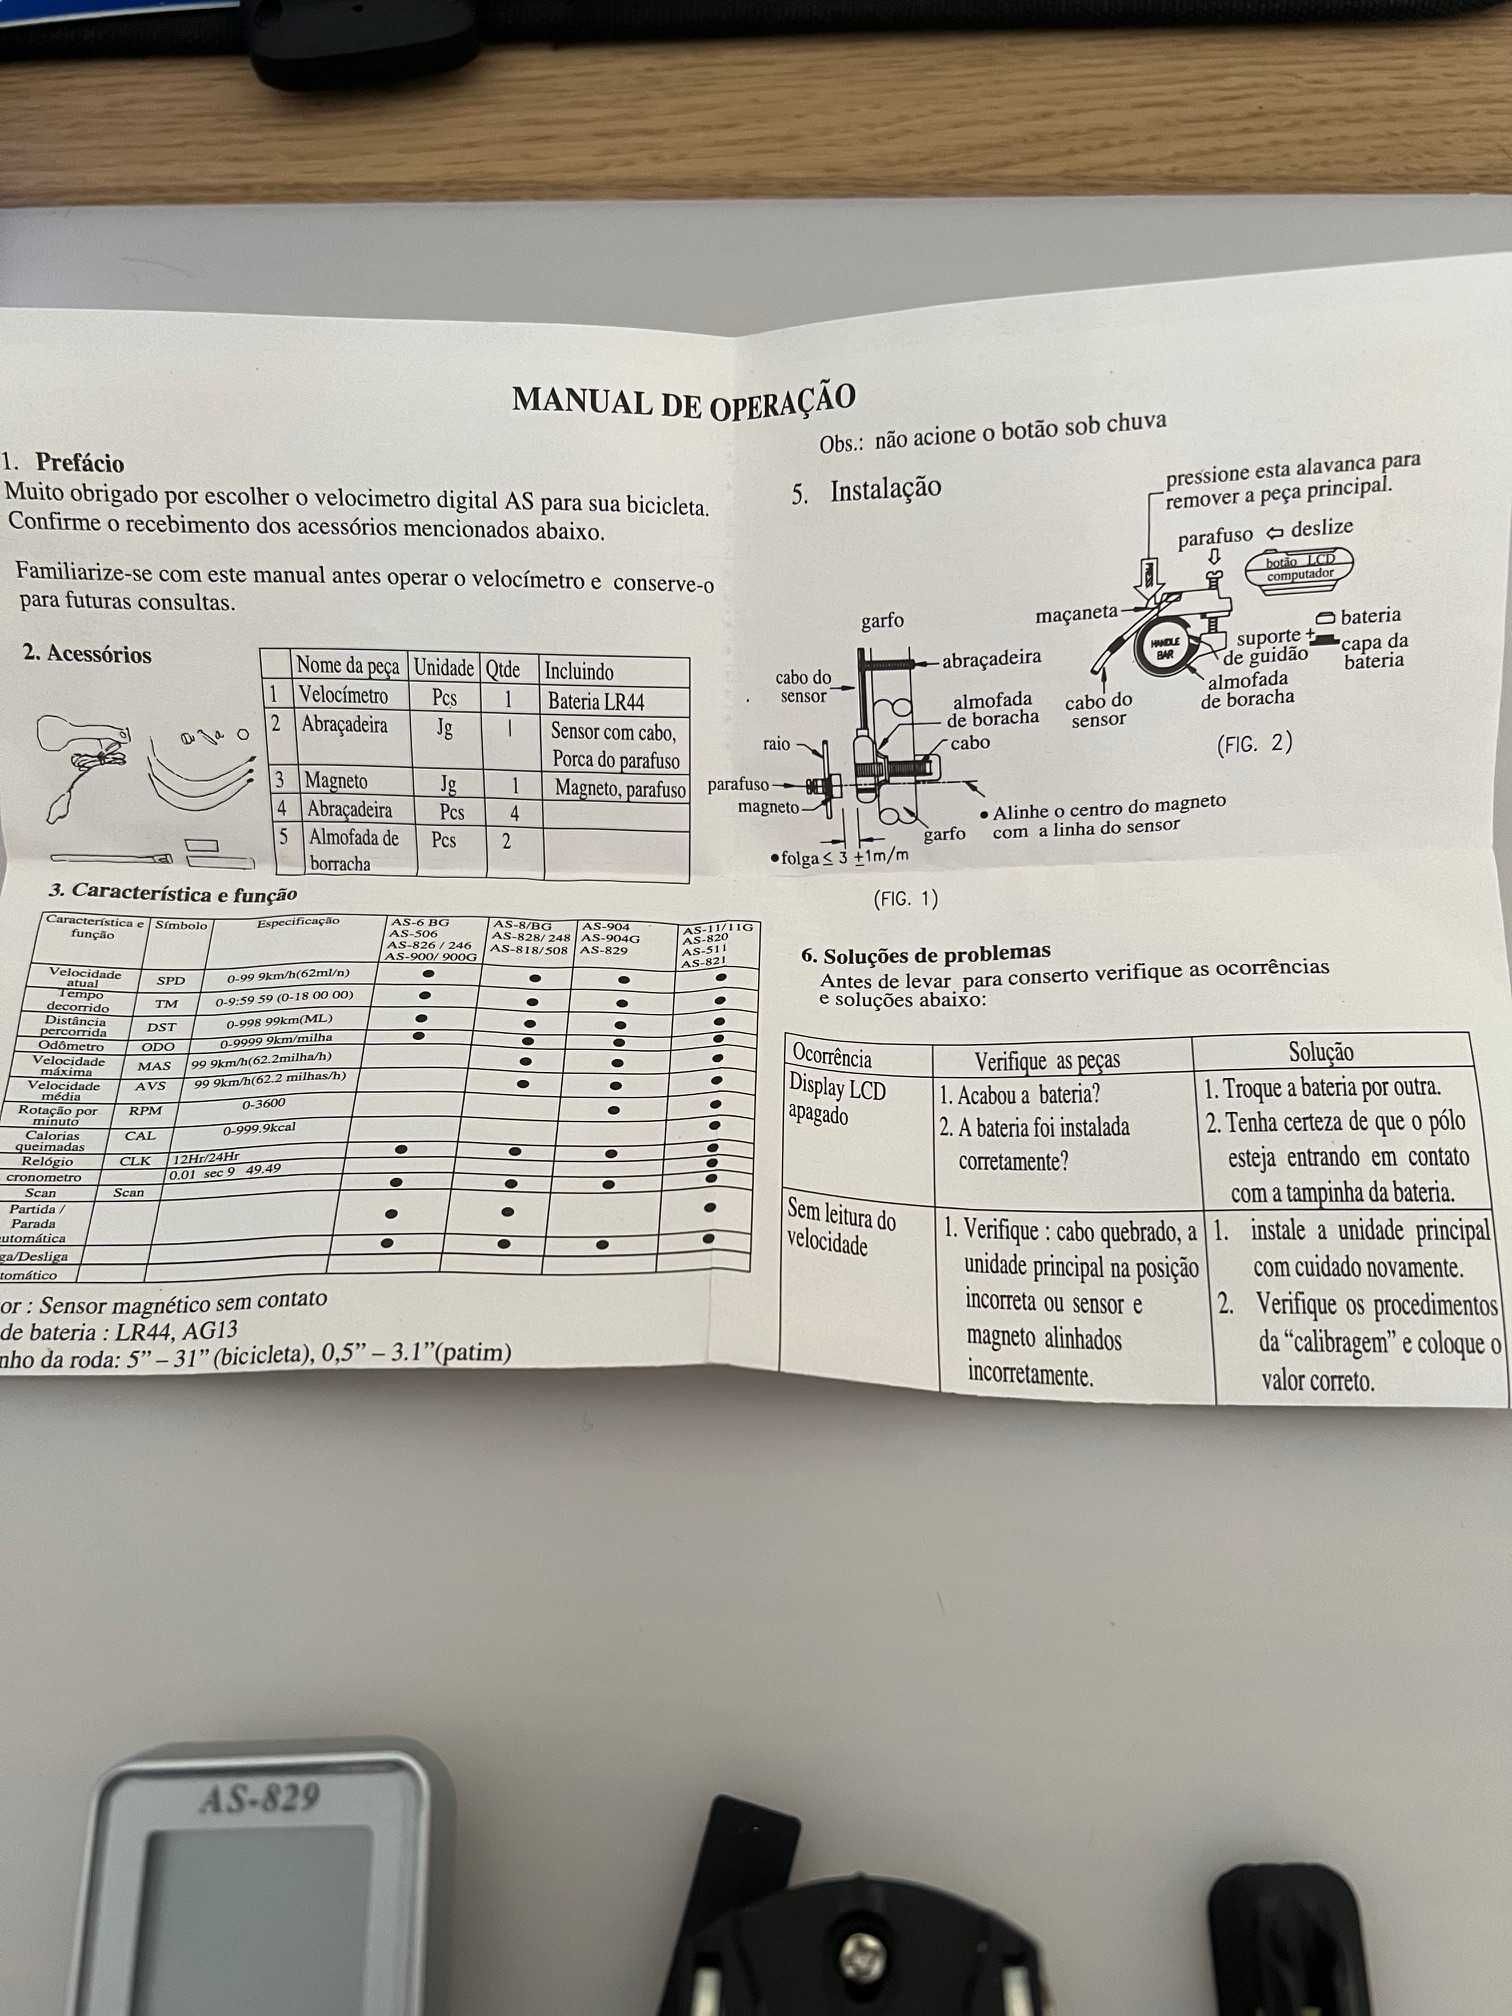 MANUAL DE OPERAÇÃO
1. Prefácio
Muito obrigado por escolher o velocimetro digital AS para sua bicicleta.
Confirme o recebimento dos acessórios mencionados abaixo.
Familiarize-se com este manual antes operar o velocímetro e conserve-o
para futuras consultas.
2. Acessórios
Nome da peça Unidade Qtde Incluindo
1 Velocímetro Pcs 1 Bateria LR44
2 Abraçadeira Jg 1 Sensor com cabo,
Porca do parafuso
3 Magneto Jg 1 Magneto, parafuso
4 Abraçadeira Pcs 4
5 Almofada de Pcs 2
borracha
3. Característica e função
Característica e função Símbolo Especificação AS-6 BG AS-506 AS-826 / 246 AS-900/ 900G AS-8/BG AS-828/ 248 AS-818/508 AS-904 AS-904G AS-829 AS-11/11G AS-820 AS-511 AS-821
Velocidade atual SPD 0-99 9km/h(62ml/n) ● ● ● ●
Tempo decorrido TM 0-9:59 59 (0-18 00 00) ● ● ● ●
Distância percorrida DST 0-998 99km(ML) ● ● ● ●
Odômetro ODO 0-9999 9km/milha ● ● ● ●
Velocidade máxima MAS 99 9km/h(62.2milha/h) ● ● ●
Velocidade média AVS 99 9km/h(62.2 milhas/h) ● ● ●
Rotação por minuto RPM 0-3600 ● ●
Calorias queimadas CAL 0-999.9kcal ●
Relógio CLK 12Hr/24Hr ● ● ● ●
cronometro 0.01 sec 9 49.49 ●
Scan Scan ● ● ● ●
Partida / Parada utomática ● ● ●
ga/Desliga tomático ● ● ● ●
or : Sensor magnético sem contato
de bateria : LR44, AG13
nho da roda: 5” – 31” (bicicleta), 0,5” – 3.1”(patim)
Obs.: não acione o botão sob chuva
5. Instalação
pressione esta alavanca para
remover a peça principal.
parafuso ⇦ deslize
PRESS
botão LCD
computador
maçaneta
HANDLE
BAR
bateria
suporte +
de guidão
capa da
bateria
almofada
de boracha
cabo do
sensor
(FIG. 2)
garfo
abraçadeira
cabo do
sensor
almofada
de boracha
raio
cabo
parafuso
magneto
garfo
• Alinhe o centro do magneto
com a linha do sensor
•folga ≤ 3 ±1m/m
(FIG. 1)
6. Soluções de problemas
Antes de levar para conserto verifique as ocorrências
e soluções abaixo:
Ocorrência Verifique as peças Solução
Display LCD 1. Acabou a bateria? 1. Troque a bateria por outra.
apagado 2. A bateria foi instalada 2. Tenha certeza de que o pólo
corretamente? esteja entrando em contato
com a tampinha da bateria.
Sem leitura do 1. Verifique : cabo quebrado, a 1. instale a unidade principal
velocidade unidade principal na posição com cuidado novamente.
incorreta ou sensor e 2. Verifique os procedimentos
magneto alinhados da “calibragem” e coloque o
incorretamente. valor correto.
AS-829